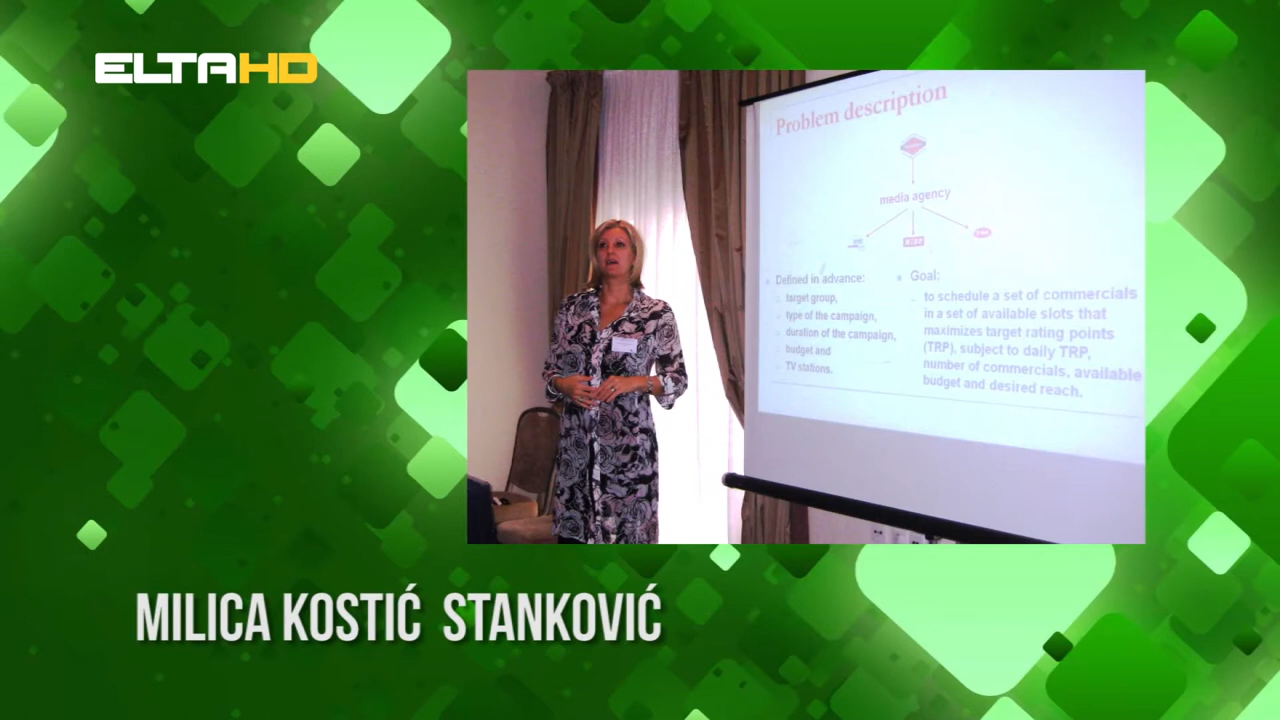 ELTAHD
Problem description
media agency
Defined in advance:
target group,
type of the campaign,
duration of the campaign,
budget and
TV stations.
Goal:
to schedule a set of commercials
in a set of available slots that
maximizes target rating points
(TRP), subject to daily TRP,
number of commercials, available
budget and desired reach.
MILICA KOSTIĆ STANKOVIĆ